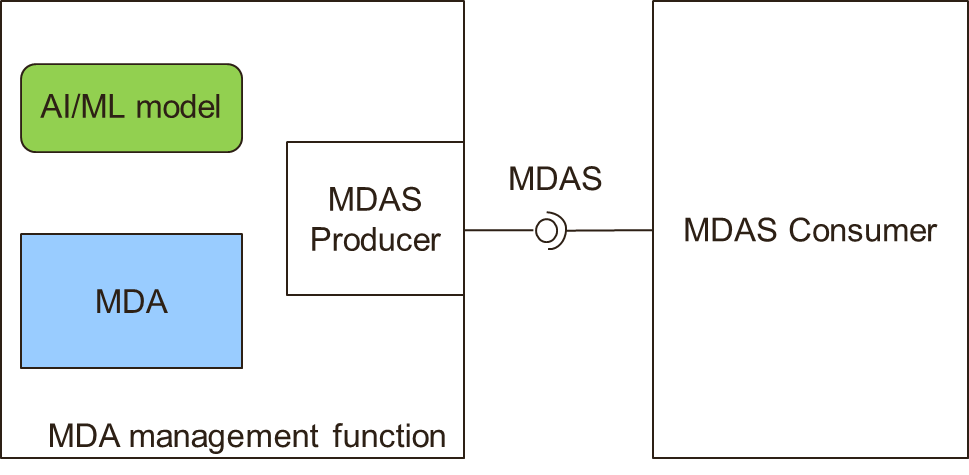 AI/ML model
MDA
MDAS
Producer
MDA management function
MDAS
MDAS Consumer